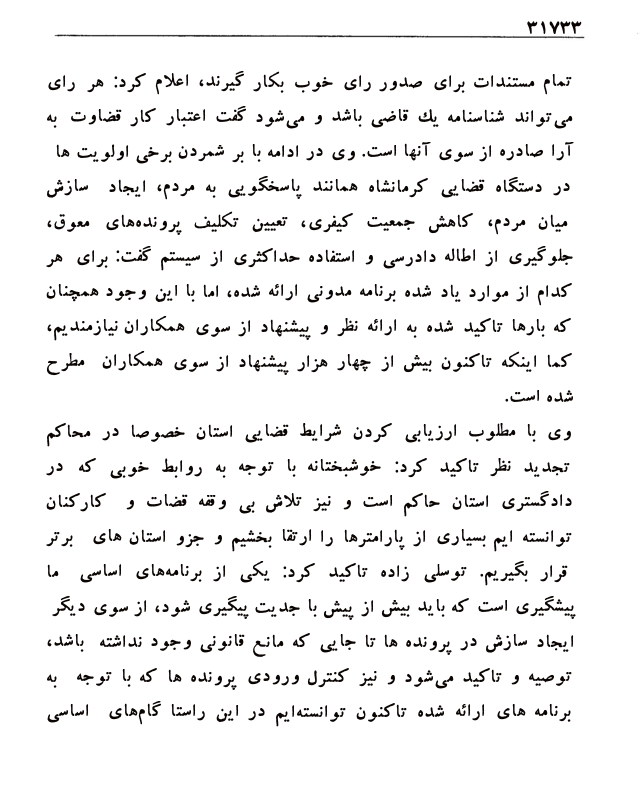 ۳۱۷۳۳
تمام مستندات برای صدور رای خوب بکار گیرند، اعلام کرد: هر رای
می‌تواند شناسنامه یك قاضی باشد و می‌شود گفت اعتبار کار قضاوت به
آرا صادره از سوی آنها است. وی در ادامه با بر شمردن برخی اولویت ها
در دستگاه قضایی کرمانشاه همانند پاسخگویی به مردم، ایجاد سازش
میان مردم، کاهش جمعیت کیفری، تعیین تکلیف پرونده‌های معوق،
جلوگیری از اطاله دادرسی و استفاده حداکثری از سیستم گفت: برای هر
کدام از موارد یاد شده برنامه مدونی ارائه شده، اما با این وجود همچنان
که بارها تاکید شده به ارائه نظر و پیشنهاد از سوی همکاران نیازمندیم،
کما اینکه تاکنون بیش از چهار هزار پیشنهاد از سوی همکاران مطرح
شده است.
وی با مطلوب ارزیابی کردن شرایط قضایی استان خصوصا در محاکم
تجدید نظر تاکید کرد: خوشبختانه با توجه به روابط خوبی که در
دادگستری استان حاکم است و نیز تلاش بی وقفه قضات و کارکنان
توانسته ایم بسیاری از پارامترها را ارتقا بخشیم و جزو استان های برتر
قرار بگیریم. توسلی زاده تاکید کرد: یکی از برنامه‌های اساسی ما
پیشگیری است که باید بیش از پیش با جدیت پیگیری شود، از سوی دیگر
ایجاد سازش در پرونده ها تا جایی که مانع قانونی وجود نداشته باشد،
توصیه و تاکید می‌شود و نیز کنترل ورودی پرونده ها که با توجه به
برنامه های ارائه شده تاکنون توانسته‌ایم در این راستا گام‌های اساسی